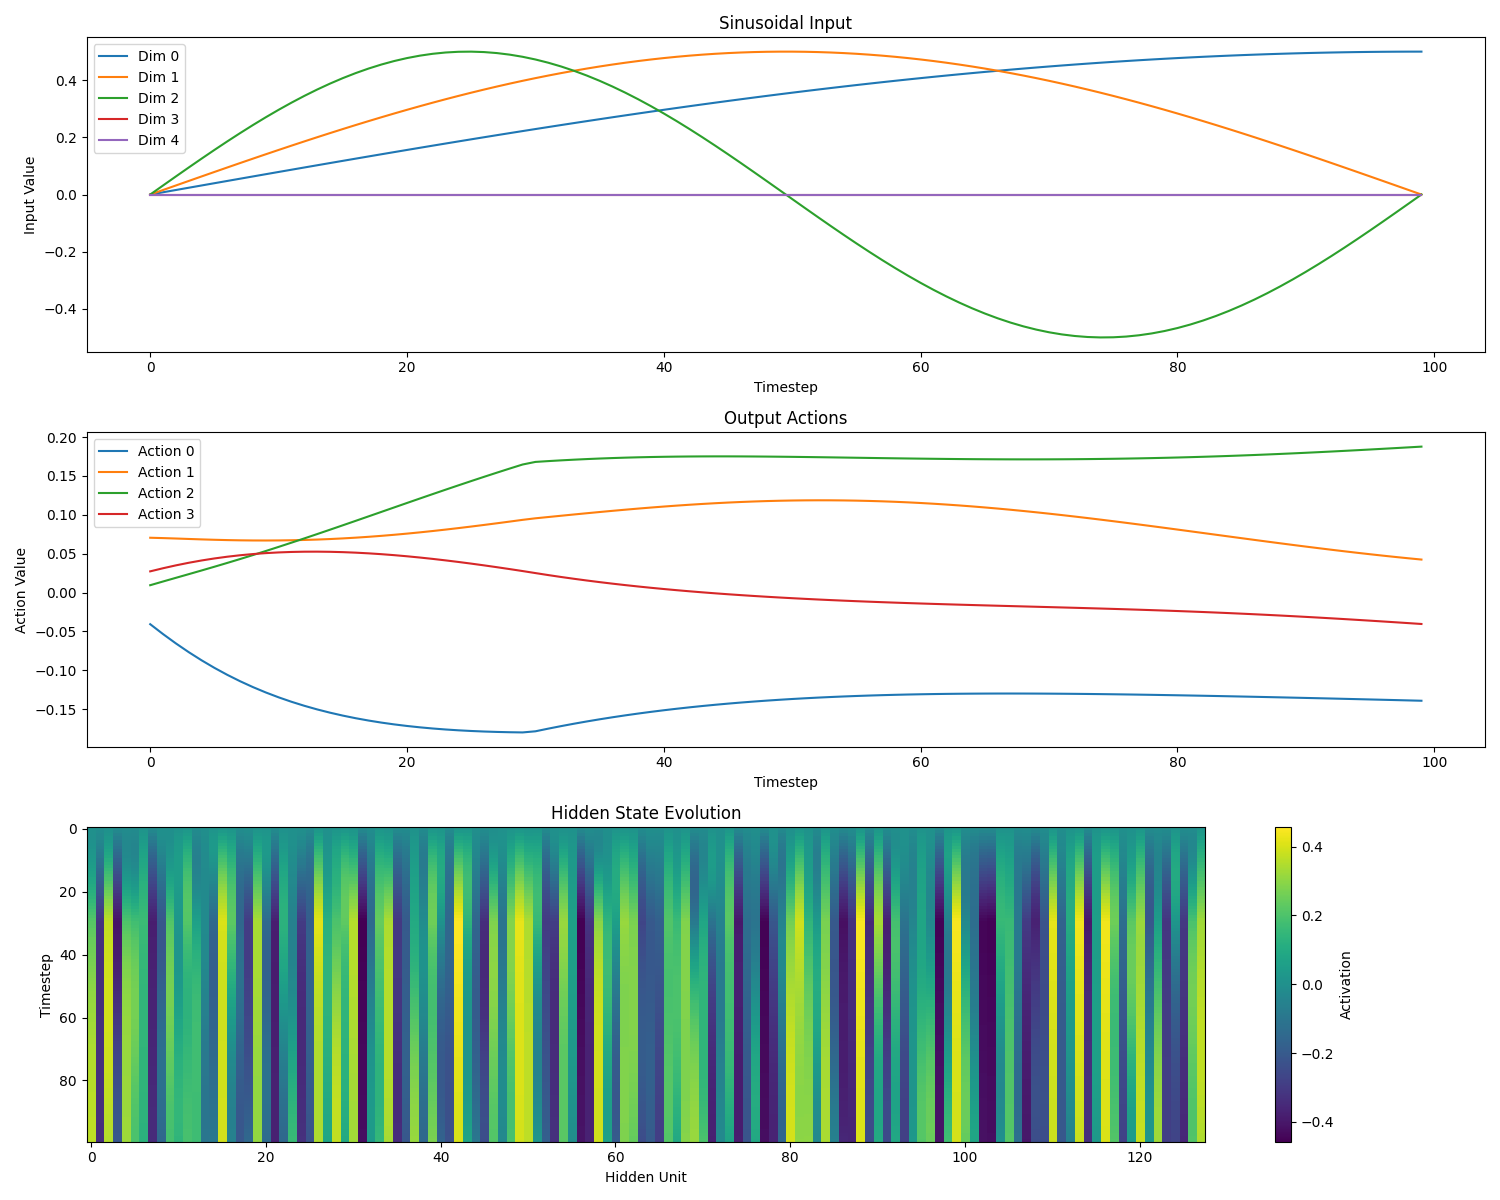 Sinusoidal Input
Dim 0
Dim 1
Dim 2
Dim 3
Dim 4
Input Value
0.4
0.2
0.0
−0.2
−0.4
0 20 40 60 80 100
Timestep
Output Actions
Action 0
Action 1
Action 2
Action 3
Action Value
0.20
0.15
0.10
0.05
0.00
−0.05
−0.10
−0.15
0 20 40 60 80 100
Timestep
Hidden State Evolution
Timestep
0
20
40
60
80
0 20 40 60 80 100 120
Hidden Unit
0.4
0.2
0.0
−0.2
−0.4
Activation